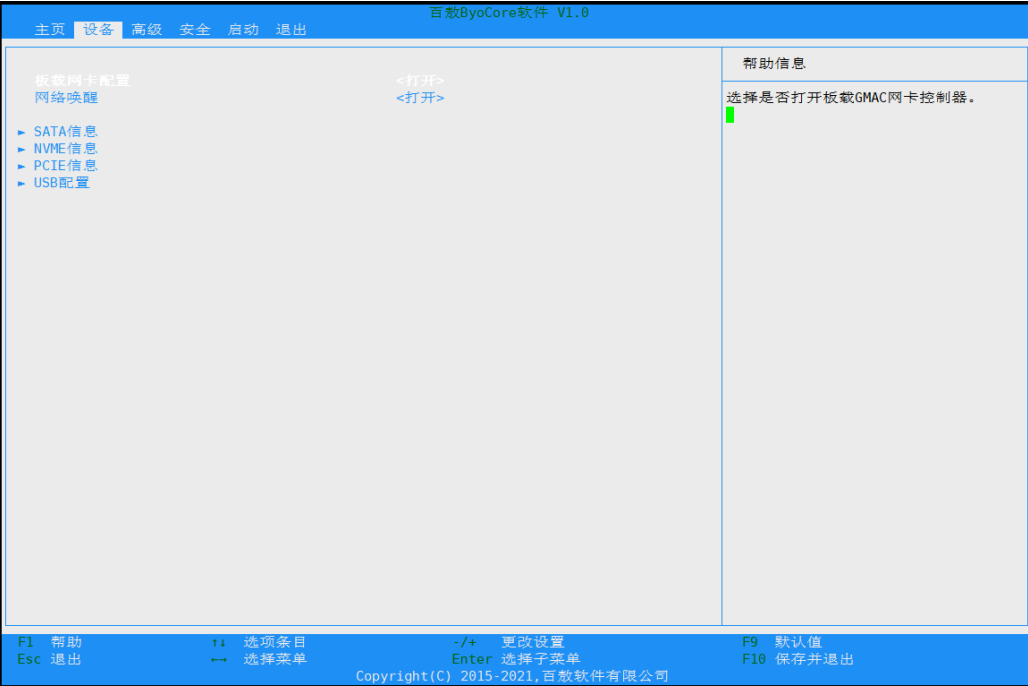 百敖ByoCore软件 V1.0
主页 设备 高级 安全 启动 退出
板载网卡配置 <打开>
网络唤醒 <打开>
► SATA信息
► NVME信息
► PCIE信息
► USB配置
帮助信息
选择是否打开板载GMAC网卡控制器。
F1 帮助 ↑↓ 选项条目 -/+ 更改设置 F9 默认值
Esc 退出 ←→ 选择菜单 Enter 选择子菜单 F10 保存并退出
Copyright(C) 2015-2021,百敖软件有限公司